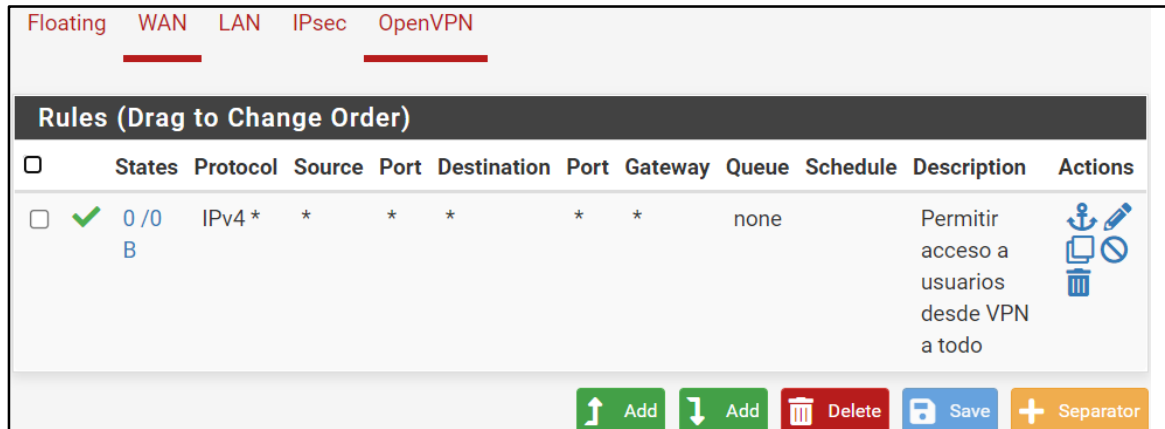 Floating WAN LAN IPsec OpenVPN
Rules (Drag to Change Order)
States Protocol Source Port Destination Port Gateway Queue Schedule Description Actions
0 /0 IPv4 * * * * * * none Permitir
B acceso a
usuarios
desde VPN
a todo
Add Add Delete Save Separator